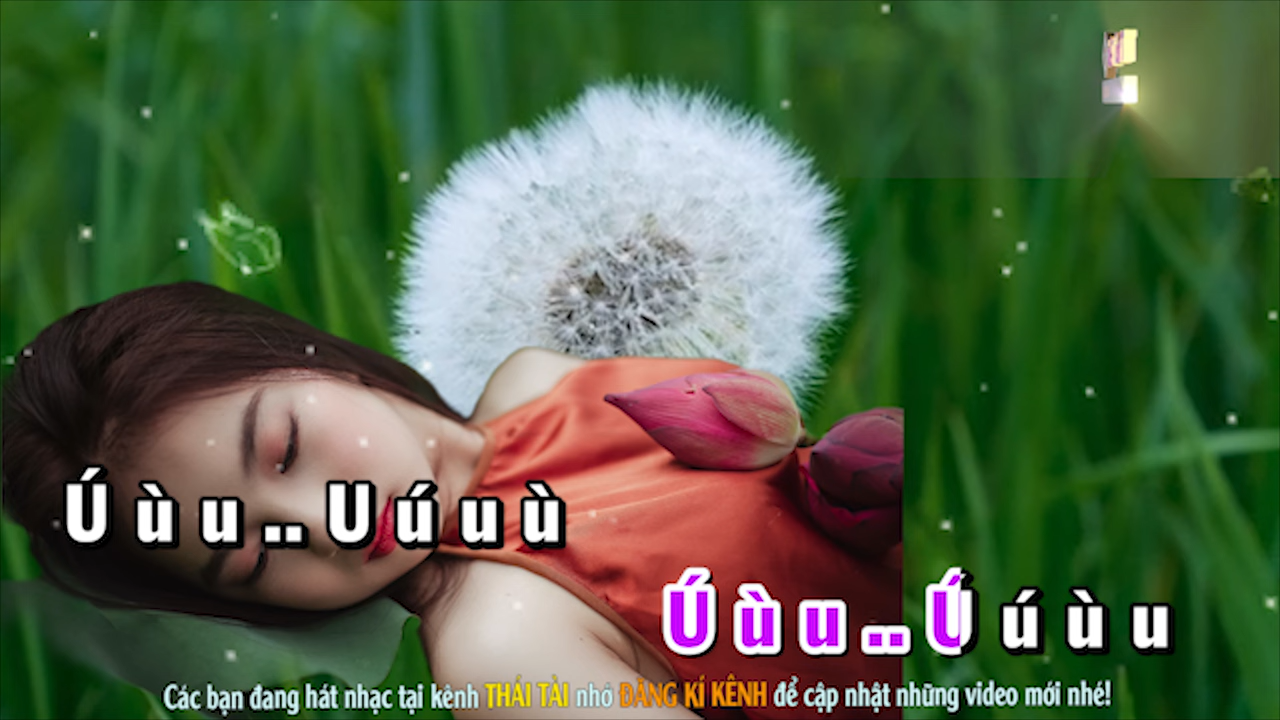 Ú ù u .. U ú u ù
Ú ù u .. Ú ú ù u
Các bạn đang hát nhạc tại kênh THÁI TÀI nhớ ĐĂNG KÍ KÊNH để cập nhật những video mới nhé!